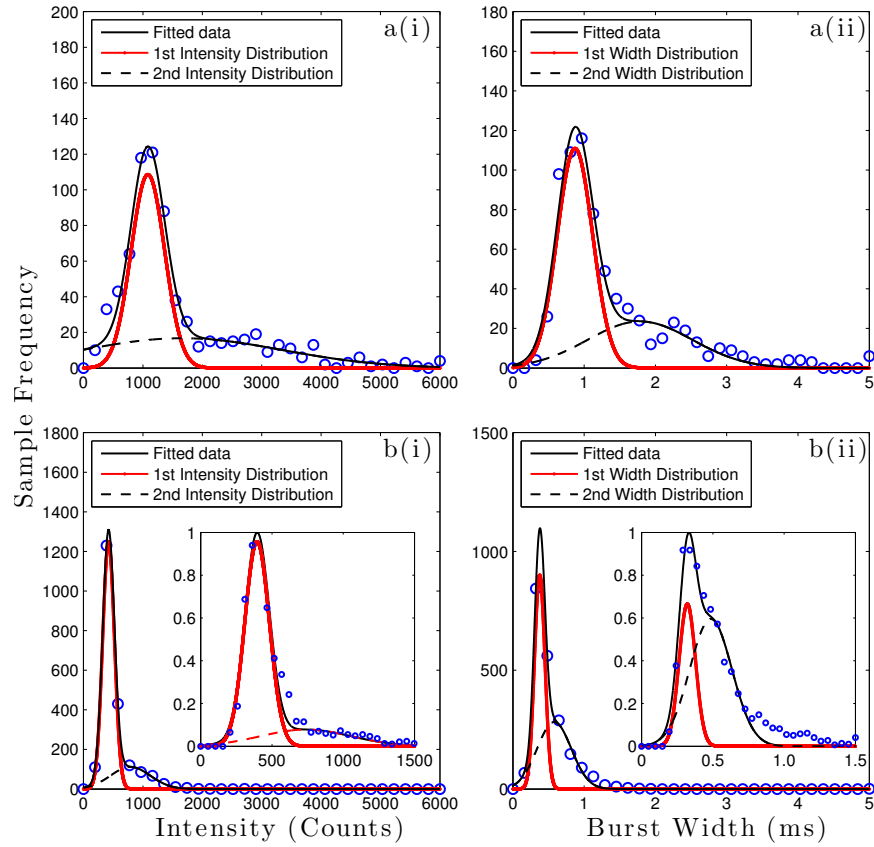 Sample Frequency
a(i)
Fitted data
1st Intensity Distribution
2nd Intensity Distribution
200
180
160
140
120
100
80
60
40
20
0
0 1000 2000 3000 4000 5000 6000
a(ii)
Fitted data
1st Width Distribution
2nd Width Distribution
180
160
140
120
100
80
60
40
20
0
0 1 2 3 4 5
b(i)
Fitted data
1st Intensity Distribution
2nd Intensity Distribution
1800
1600
1400
1200
1000
800
600
400
200
0
0 1000 2000 3000 4000 5000 6000
1
0.8
0.6
0.4
0.2
0
0 5000 1000 1500
Intensity (Counts)
b(ii)
Fitted data
1st Width Distribution
2nd Width Distribution
1500
1000
500
0
0 1 2 3 4 5
1
0.8
0.6
0.4
0.2
0
0 0.5 1.0 1.5
Burst Width (ms)